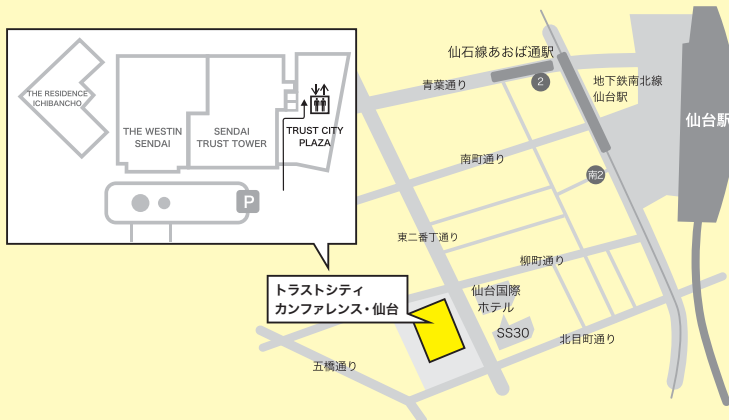 THE RESIDENCE
ICHIBANCHO
THE WESTIN
SENDAI
SENDAI
TRUST TOWER
TRUST CITY
PLAZA
P
仙石線あおば通駅
2
青葉通り
地下鉄南北線
仙台駅
仙台駅
南町通り
南2
東二番丁通り
柳町通り
トラストシティ
カンファレンス・仙台
仙台国際
ホテル
SS30
北目町通り
五橋通り